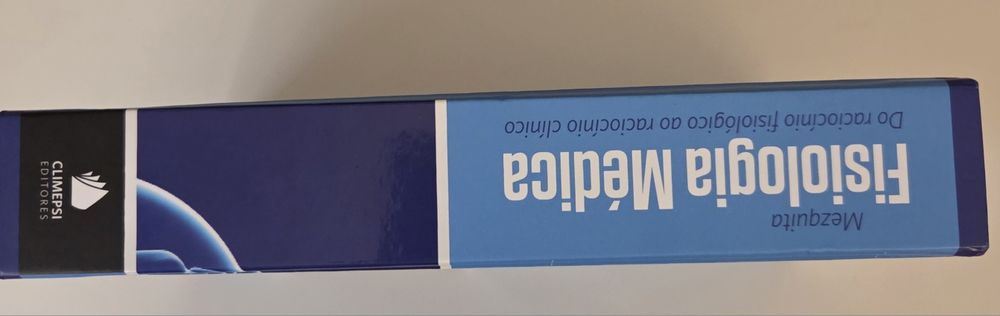 Mezquita
Fisiologia Médica
Do raciocínio fisiológico ao raciocínio clínico
CLIMEPSI
EDITORES